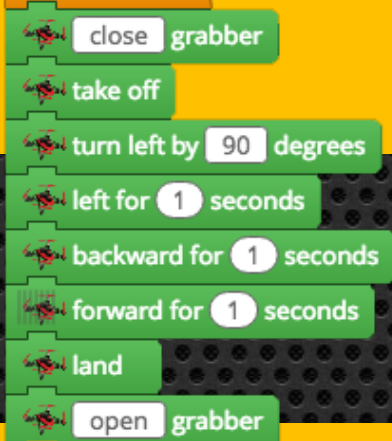 close grabber
take off
turn left by 90 degrees
left for 1 seconds
backward for 1 seconds
forward for 1 seconds
land
open grabber